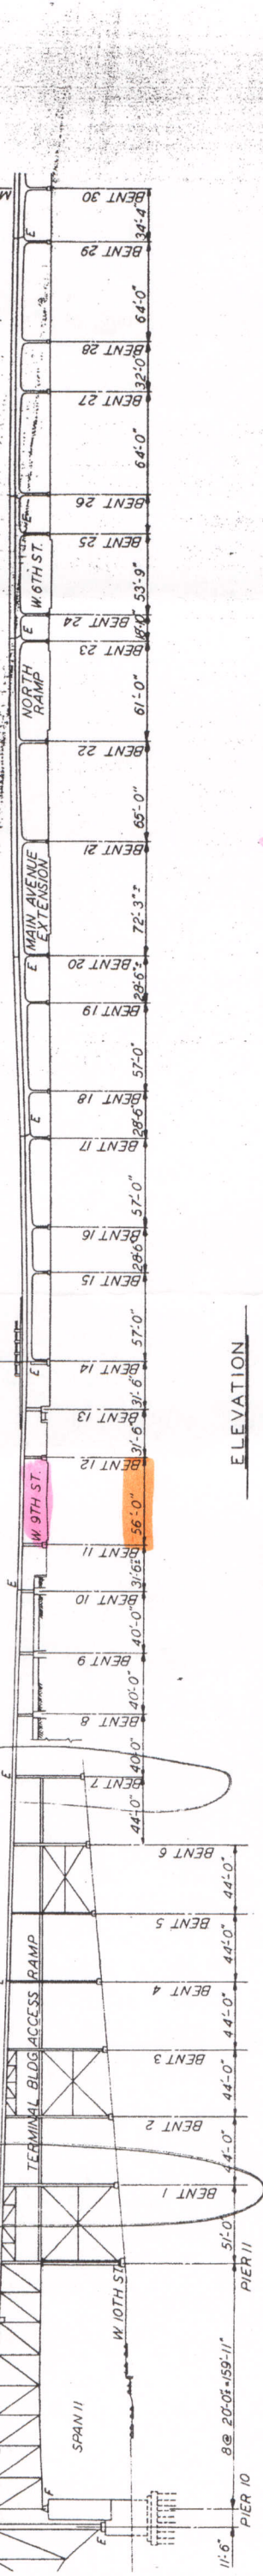 E
BENT 30
34'-4"
BENT 29
64'-0"
BENT 28
32'-0"
BENT 27
64'-0"
BENT 26
E
BENT 25
W. 6TH ST.
53'-9"
BENT 24
E
BENT 23
NORTH
RAMP
61'-0"
BENT 22
65'-0"
BENT 21
MAIN AVENUE
EXTENSION
72'-3"±
BENT 20
E
28'-6"±
BENT 19
57'-0"
BENT 18
E
28'-6"
BENT 17
57'-0"
BENT 16
28'-6"
BENT 15
57'-0"
BENT 14
E
31'-6"
BENT 13
31'-6"
BENT 12
W. 9TH ST.
56'-0"
BENT 11
31'-6"±
E
BENT 10
40'-0"
BENT 9
40'-0"
BENT 8
40'-0"
E
BENT 7
44'-0"
BENT 6
44'-0"
BENT 5
44'-0"
BENT 4
44'-0"
TERMINAL BLDG ACCESS RAMP
BENT 3
44'-0"
BENT 2
44'-0"
BENT 1
51'-0"
PIER 11
W 10TH ST.
SPAN 11
8@ 20'-0"=159'-11"
F
E
PIER 10
11'-6"
ELEVATION